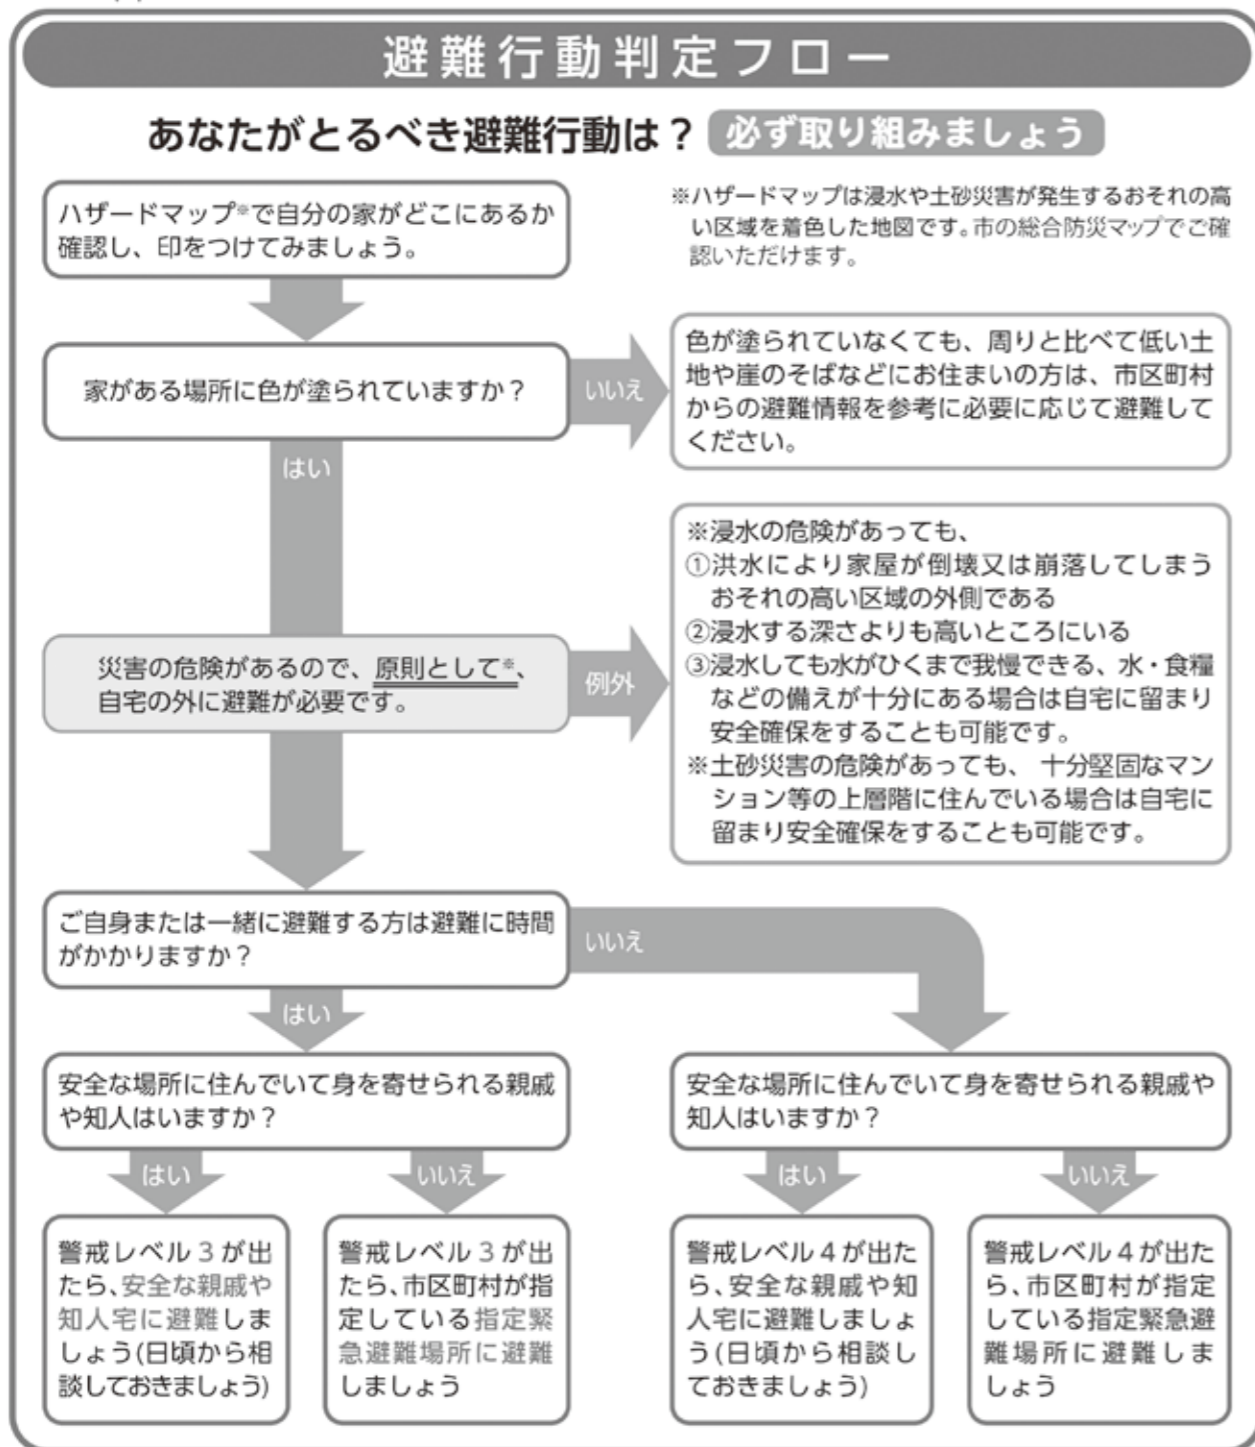 避難行動判定フロー
あなたがとるべき避難行動は？ 必ず取り組みましょう
ハザードマップ※で自分の家がどこにあるか
確認し、印をつけてみましょう。
※ハザードマップは浸水や土砂災害が発生するおそれの高
い区域を着色した地図です。市の総合防災マップでご確
認いただけます。
家がある場所に色が塗られていますか？
いいえ
色が塗られていなくても、周りと比べて低い土
地や崖のそばなどにお住まいの方は、市区町村
からの避難情報を参考に必要に応じて避難して
ください。
はい
災害の危険があるので、原則として※、
自宅の外に避難が必要です。
例外
※浸水の危険があっても、
①洪水により家屋が倒壊又は崩落してしまう
おそれの高い区域の外側である
②浸水する深さよりも高いところにいる
③浸水しても水がひくまで我慢できる、水・食糧
などの備えが十分にある場合は自宅に留まり
安全確保をすることも可能です。
※土砂災害の危険があっても、 十分堅固なマン
ション等の上層階に住んでいる場合は自宅に
留まり安全確保をすることも可能です。
ご自身または一緒に避難する方は避難に時間
がかかりますか？
いいえ
はい
安全な場所に住んでいて身を寄せられる親戚
や知人はいますか？
はい
いいえ
警戒レベル３が出
たら、安全な親戚や
知人宅に避難しま
しょう(日頃から相
談しておきましょう)
警戒レベル３が出
たら、市区町村が指
定している指定緊
急避難場所に避難
しましょう
安全な場所に住んでいて身を寄せられる親戚や
知人はいますか？
はい
いいえ
警戒レベル４が出た
ら、安全な親戚や知
人宅に避難しましょ
う(日頃から相談し
ておきましょう)
警戒レベル４が出た
ら、市区町村が指定
している指定緊急避
難場所に避難しま
しょう